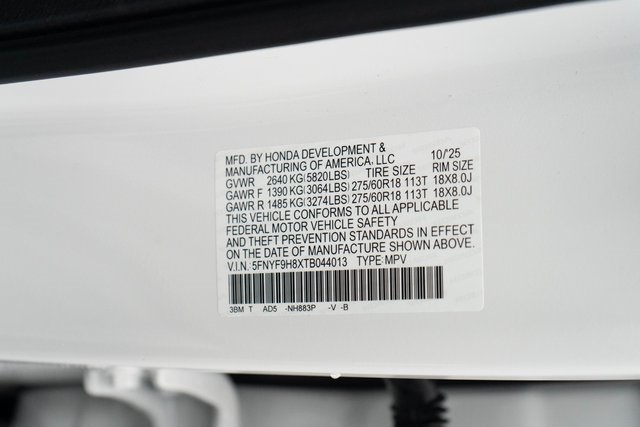 MFD. BY HONDA DEVELOPMENT &
MANUFACTURING OF AMERICA, LLC 10/'25
GVWR 2640 KG(5820LBS) TIRE SIZE RIM SIZE
GAWR F 1390 KG(3064LBS) 275/60R18 113T 18X8.0J
GAWR R 1485 KG(3274LBS) 275/60R18 113T 18X8.0J
THIS VEHICLE CONFORMS TO ALL APPLICABLE
FEDERAL MOTOR VEHICLE SAFETY
AND THEFT PREVENTION STANDARDS IN EFFECT
ON THE DATE OF MANUFACTURE SHOWN ABOVE.
V.I.N.: 5FNYF9H8XTB044013 TYPE: MPV
3BM T AD5 -NH883P -V -B